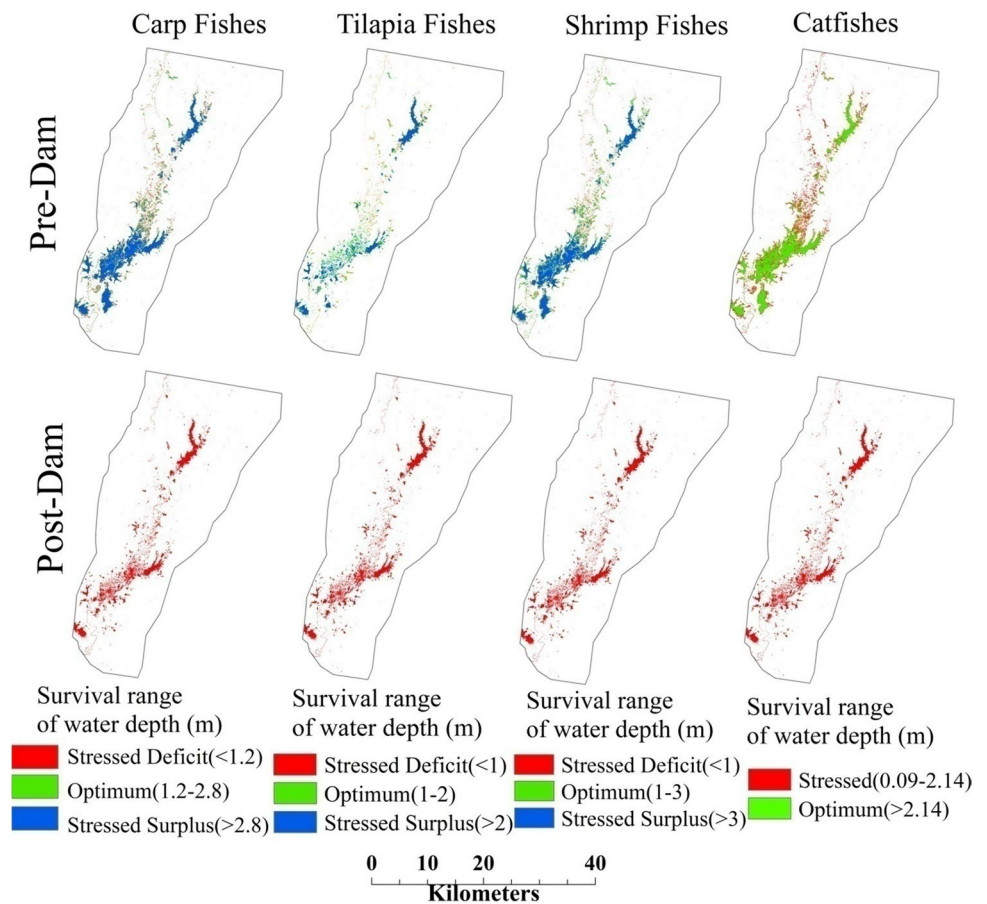 Carp Fishes
Tilapia Fishes
Shrimp Fishes
Catfishes
Pre-Dam
Post-Dam
Survival range
of water depth (m)
Stressed Deficit(<1.2)
Optimum(1.2-2.8)
Stressed Surplus(>2.8)
Survival range
of water depth (m)
Stressed Deficit(<1)
Optimum(1-2)
Stressed Surplus(>2)
Survival range
of water depth (m)
Stressed Deficit(<1)
Optimum(1-3)
Stressed Surplus(>3)
Survival range
of water depth (m)
Stressed(0.09-2.14)
Optimum(>2.14)
0 10 20 40
Kilometers